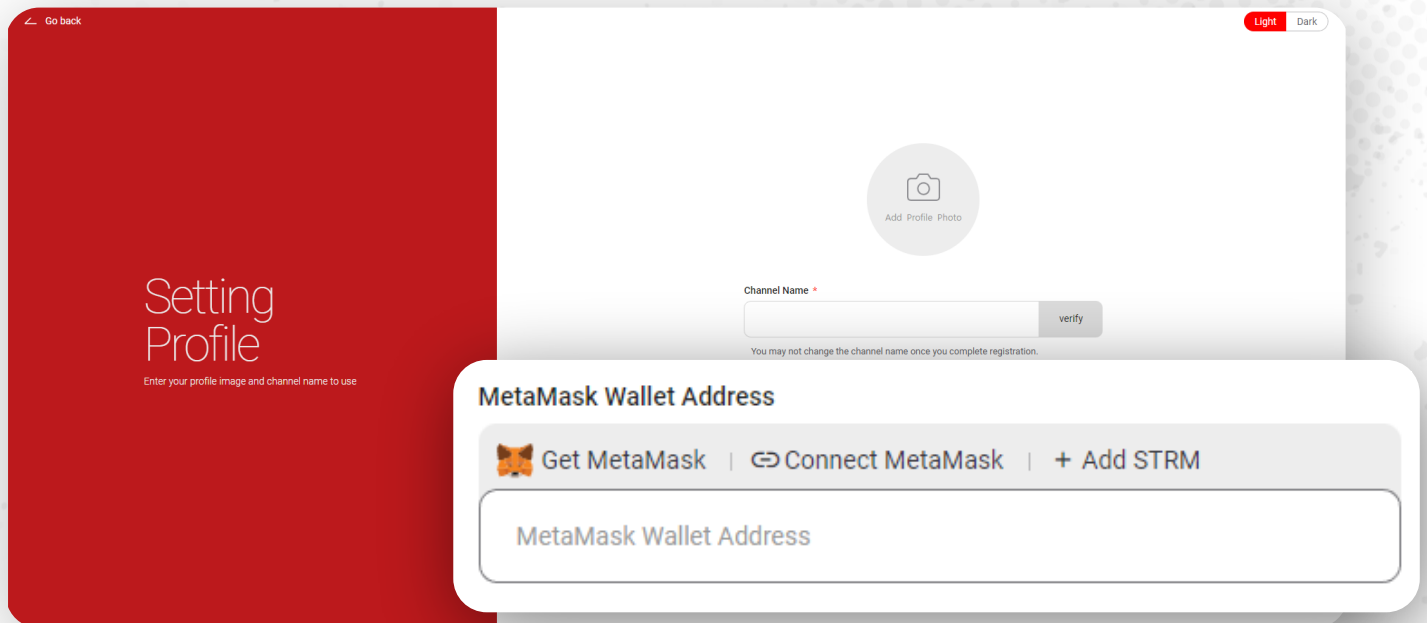 Go back
Light Dark
Add Profile Photo
Setting
Profile
Enter your profile image and channel name to use
Channel Name *
verify
You may not change the channel name once you complete registration.
MetaMask Wallet Address
Get MetaMask | Connect MetaMask | + Add STRM
MetaMask Wallet Address